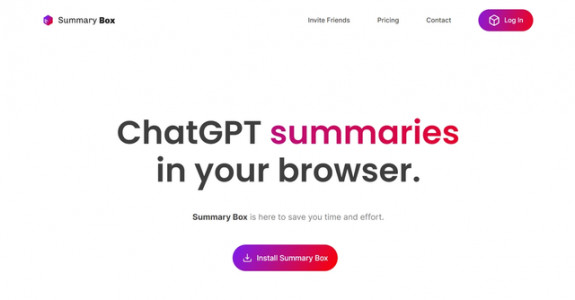 Summary Box
Invite Friends
Pricing
Contact
Log In
ChatGPT summaries
in your browser.
Summary Box is here to save you time and effort.
Install Summary Box